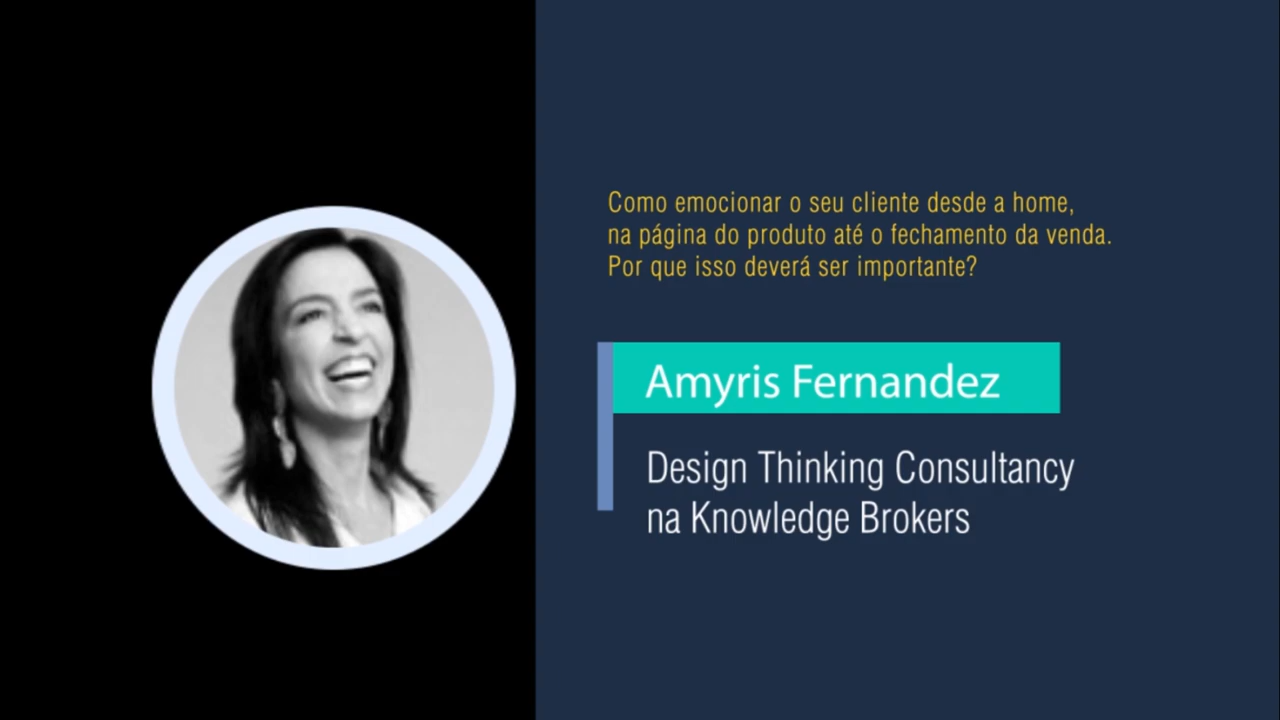 Como emocionar o seu cliente desde a home,
na página do produto até o fechamento da venda.
Por que isso deverá ser importante?
Amyris Fernandez
Design Thinking Consultancy
na Knowledge Brokers